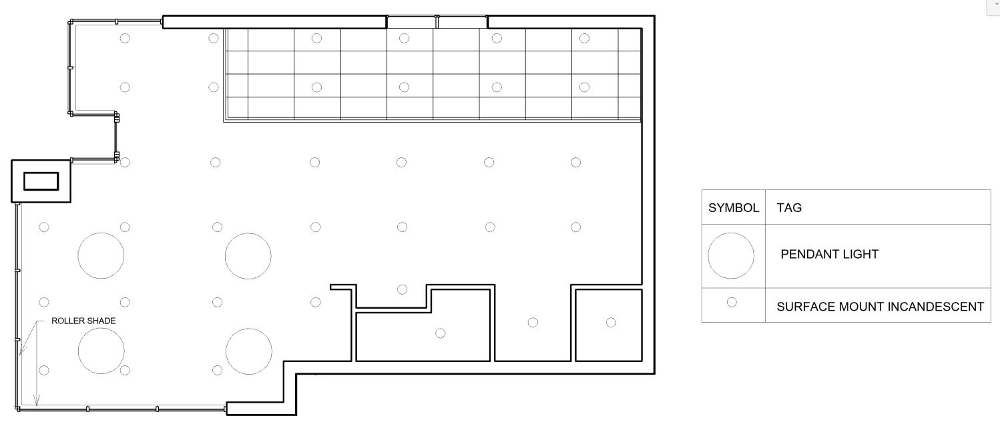 SYMBOL TAG
PENDANT LIGHT
SURFACE MOUNT INCANDESCENT
ROLLER SHADE